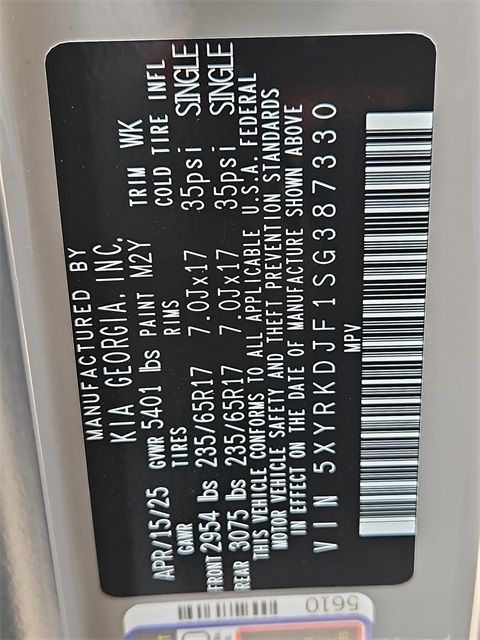 MANUFACTURED BY
KIA GEORGIA, INC.
APR/15/25 GVWR 5401 lbs PAINT M2Y TRIM WK
GAWR TIRES RIMS COLD TIRE INFL
FRONT 2954 lbs 235/65R17 7.0Jx17 35psi SINGLE
REAR 3075 lbs 235/65R17 7.0Jx17 35psi SINGLE
THIS VEHICLE CONFORMS TO ALL APPLICABLE U.S.A. FEDERAL
MOTOR VEHICLE SAFETY AND THEFT PREVENTION STANDARDS
IN EFFECT ON THE DATE OF MANUFACTURE SHOWN ABOVE
VIN 5XYRKDJF1SG387330
MPV
5610